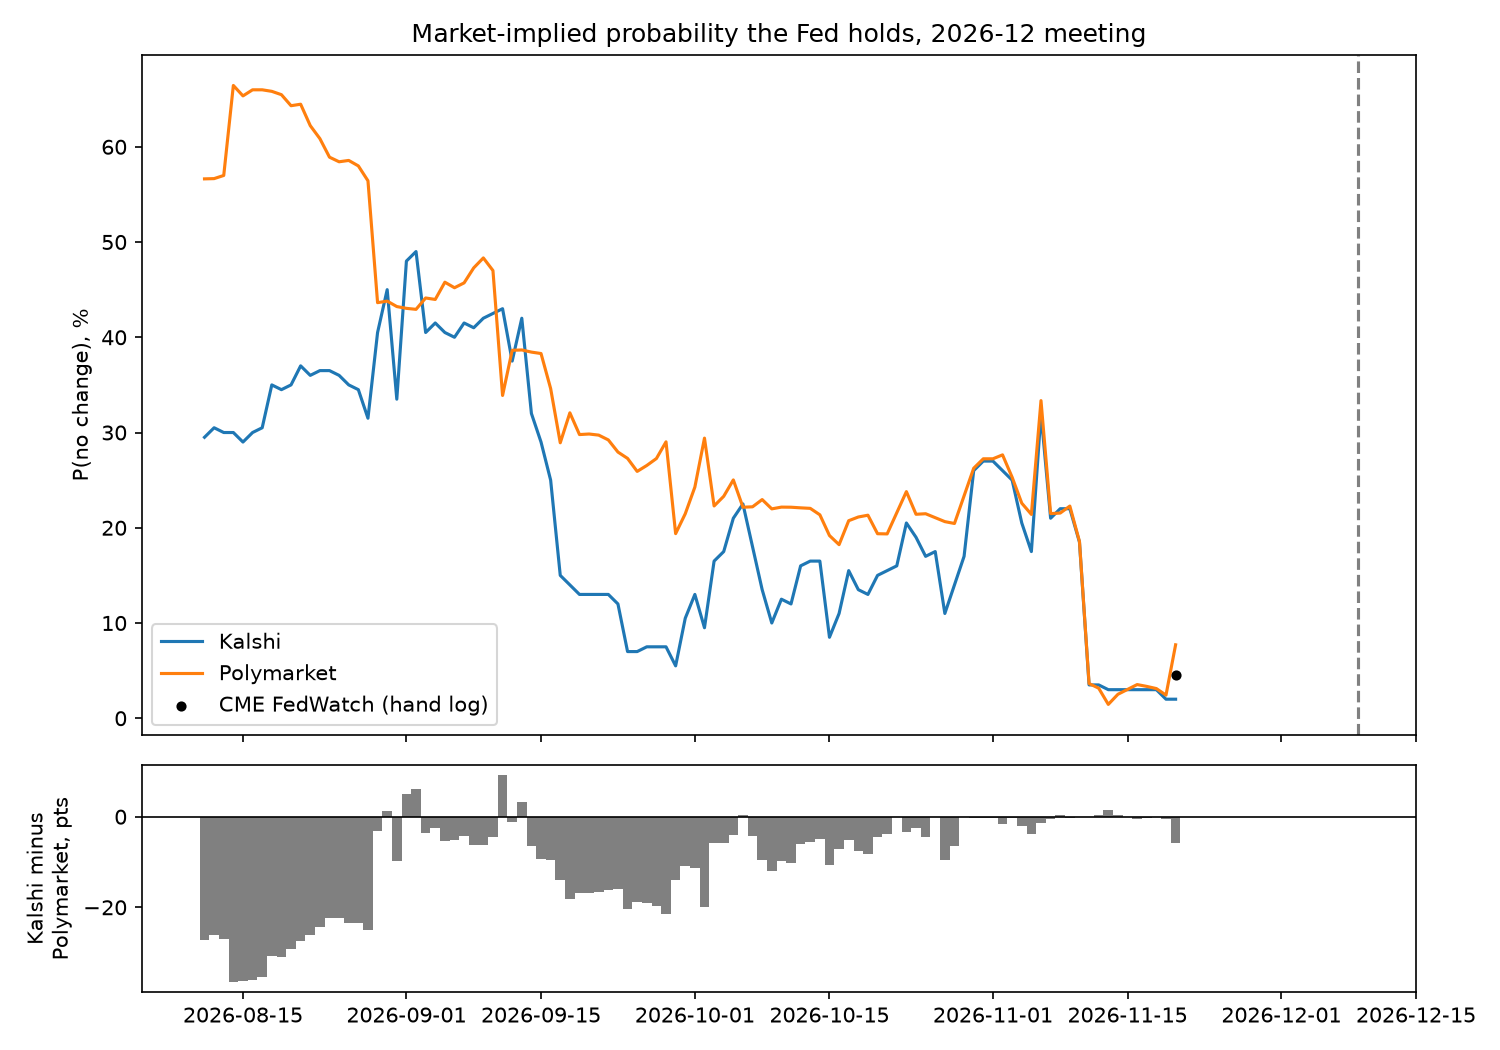 Market-implied probability the Fed holds, 2026-12 meeting
P(no change), %
60
50
40
30
20
10
0
Kalshi
Polymarket
CME FedWatch (hand log)
Kalshi minus
Polymarket, pts
0
−20
2026-08-15
2026-09-01
2026-09-15
2026-10-01
2026-10-15
2026-11-01
2026-11-15
2026-12-01
2026-12-15